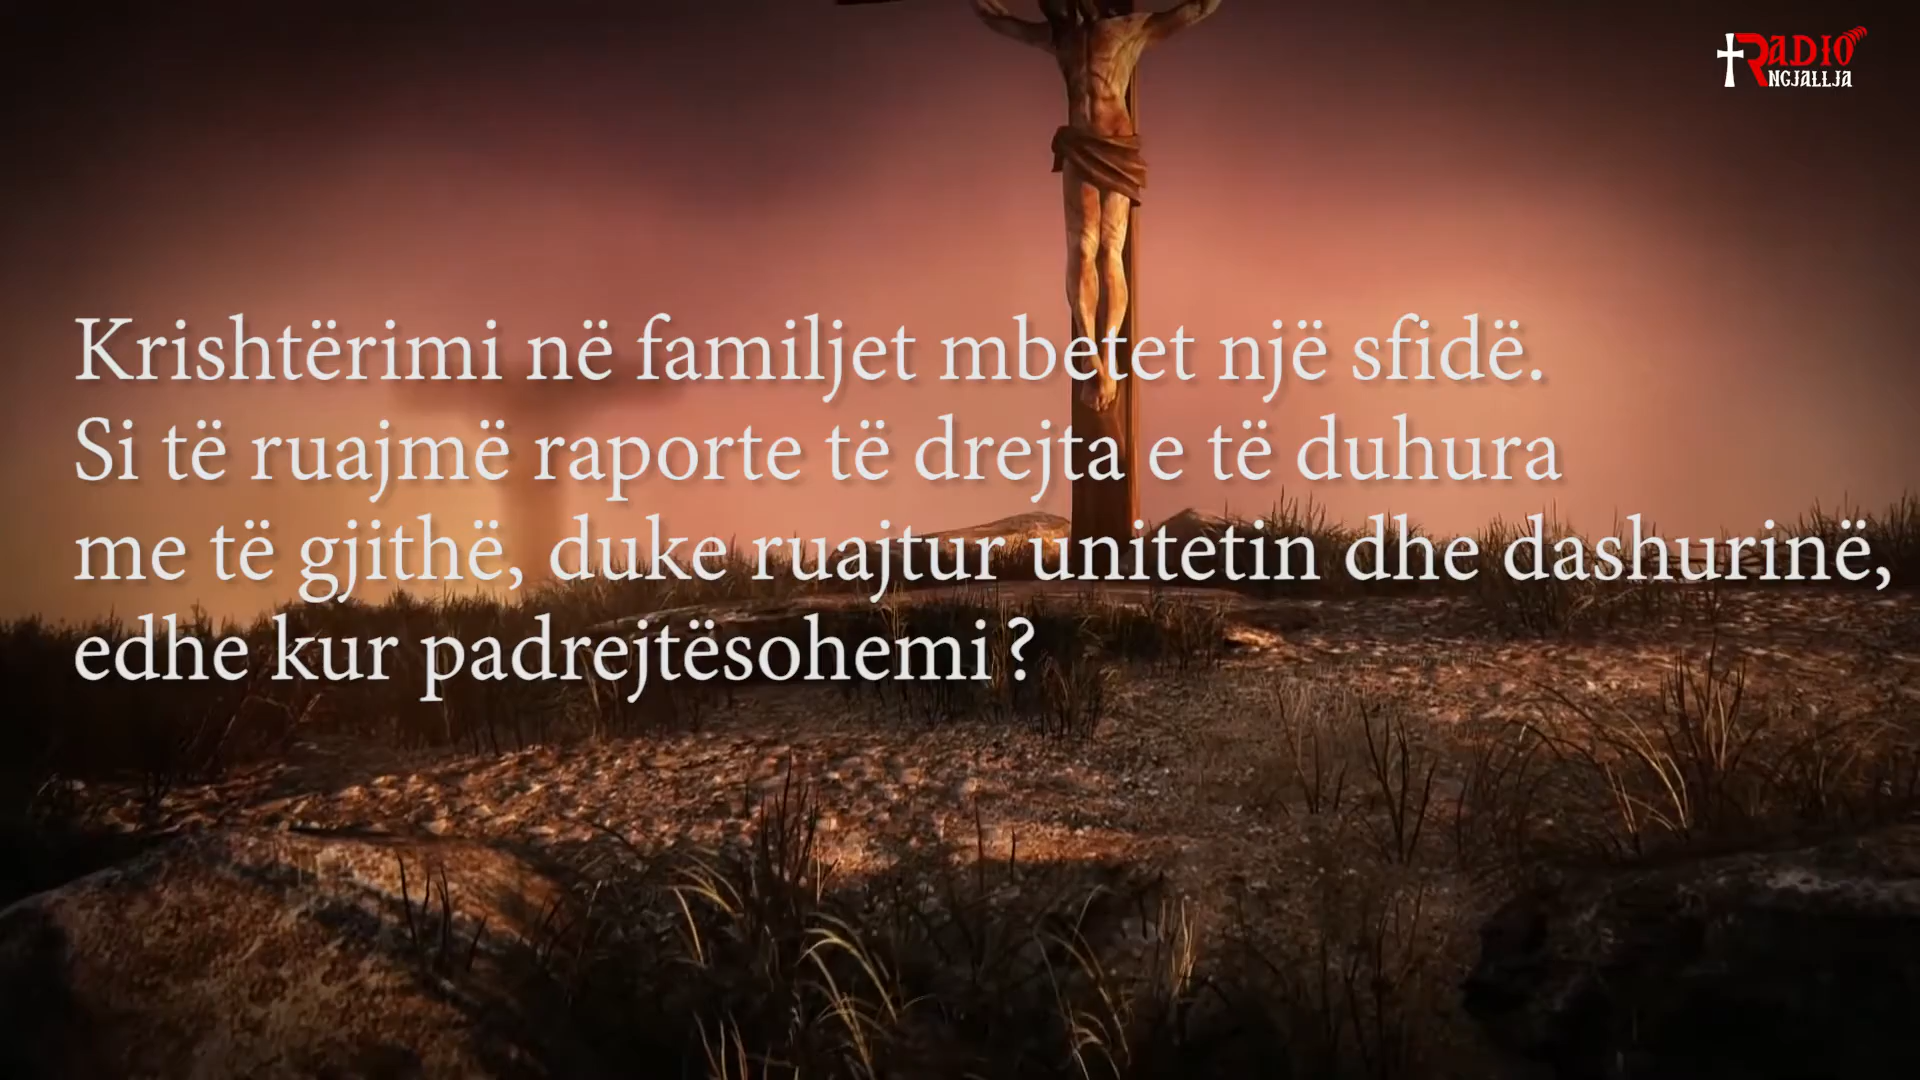 RADIO
NGJALLJA
Krishtërimi në familjet mbetet një sfidë.
Si të ruajmë raporte të drejta e të duhura
me të gjithë, duke ruajtur unitetin dhe dashurinë,
edhe kur padrejtësohemi ?